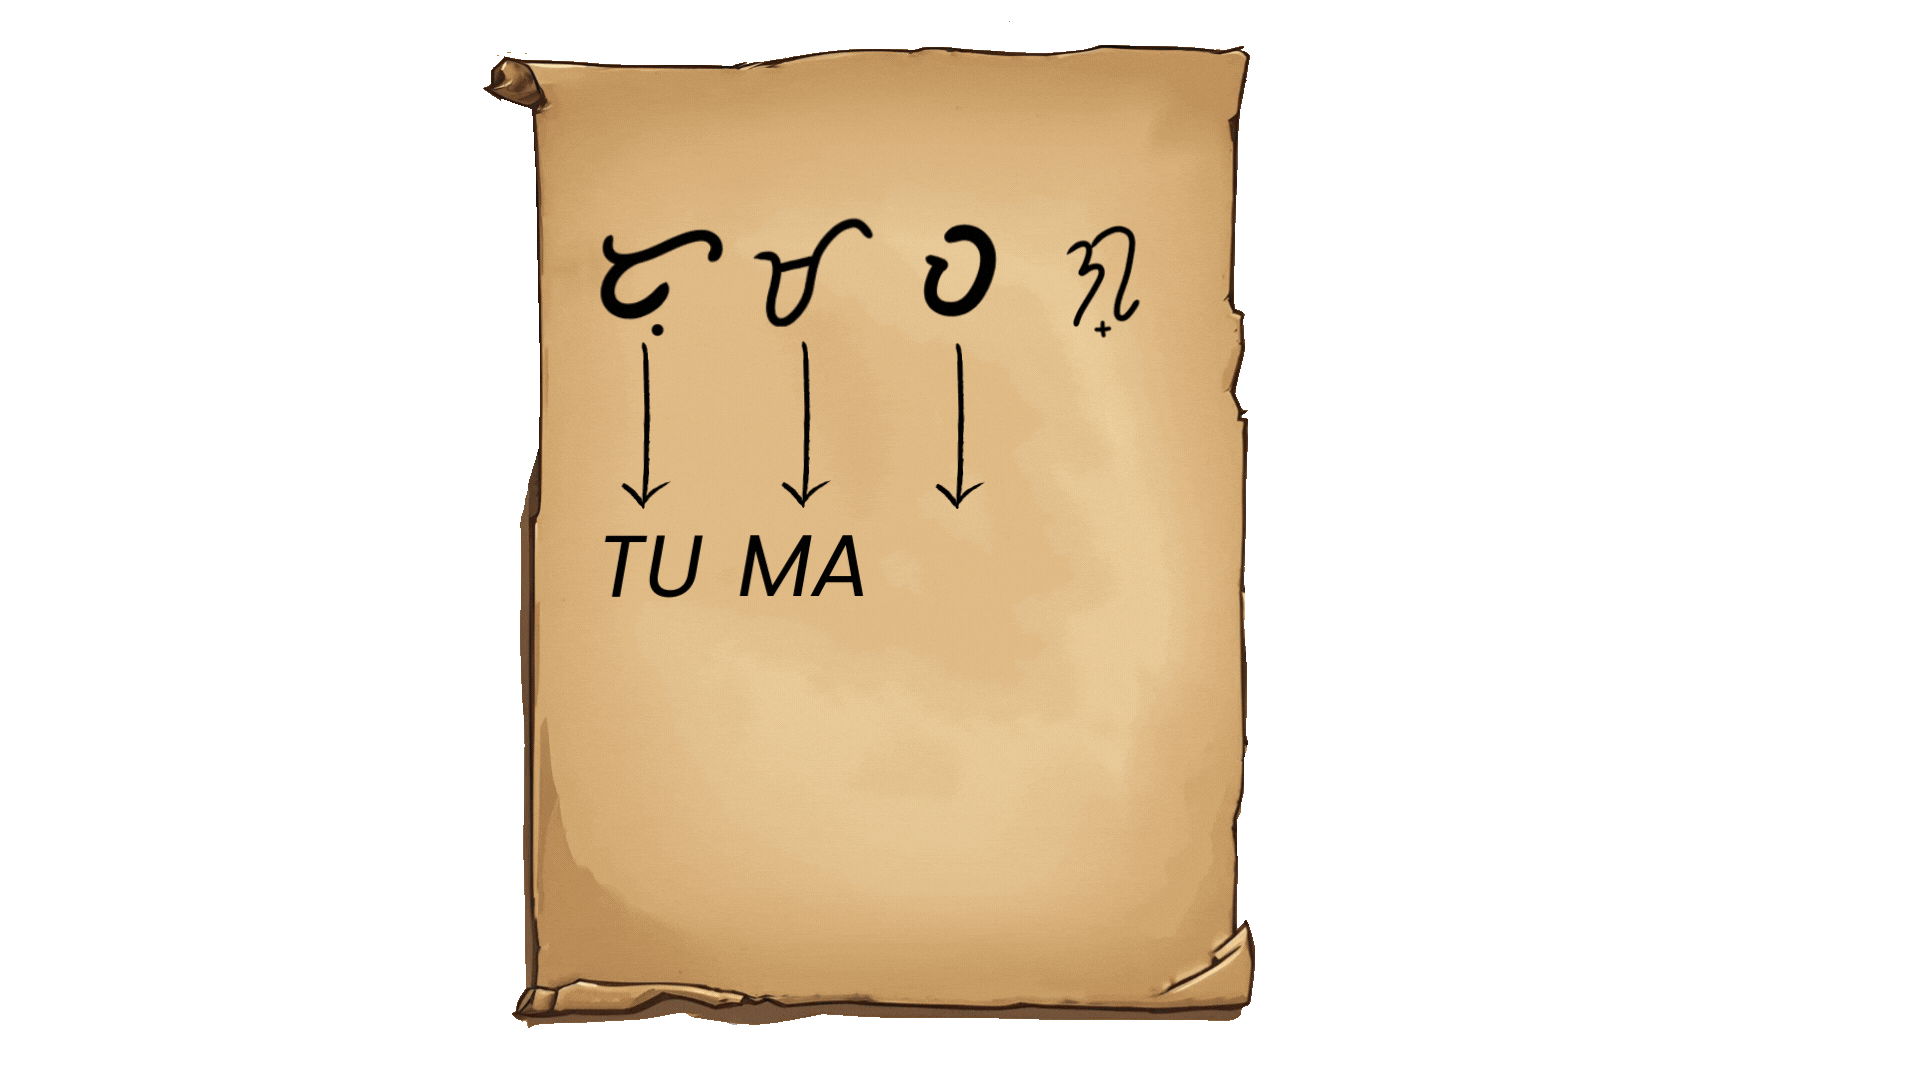 ᜆᜓ ᜋ ᜏ ᜄ᜔
TU MA